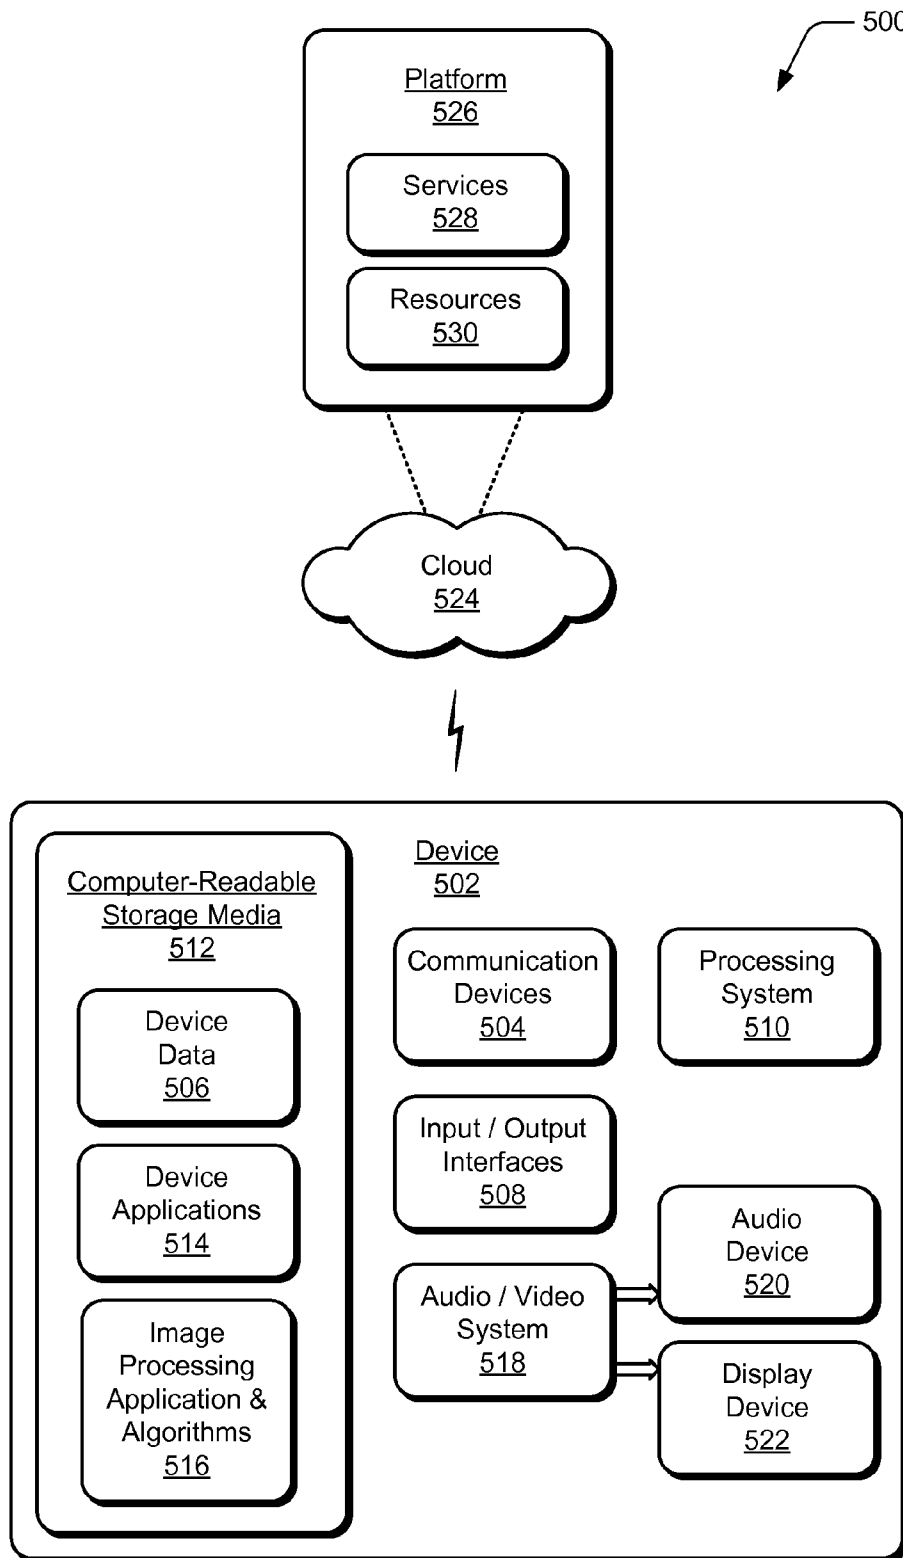 500
Platform
526
Services
528
Resources
530
Cloud
524
Device
502
Computer-Readable
Storage Media
512
Device
Data
506
Device
Applications
514
Image
Processing
Application &
Algorithms
516
Communication
Devices
504
Processing
System
510
Input / Output
Interfaces
508
Audio / Video
System
518
Audio
Device
520
Display
Device
522